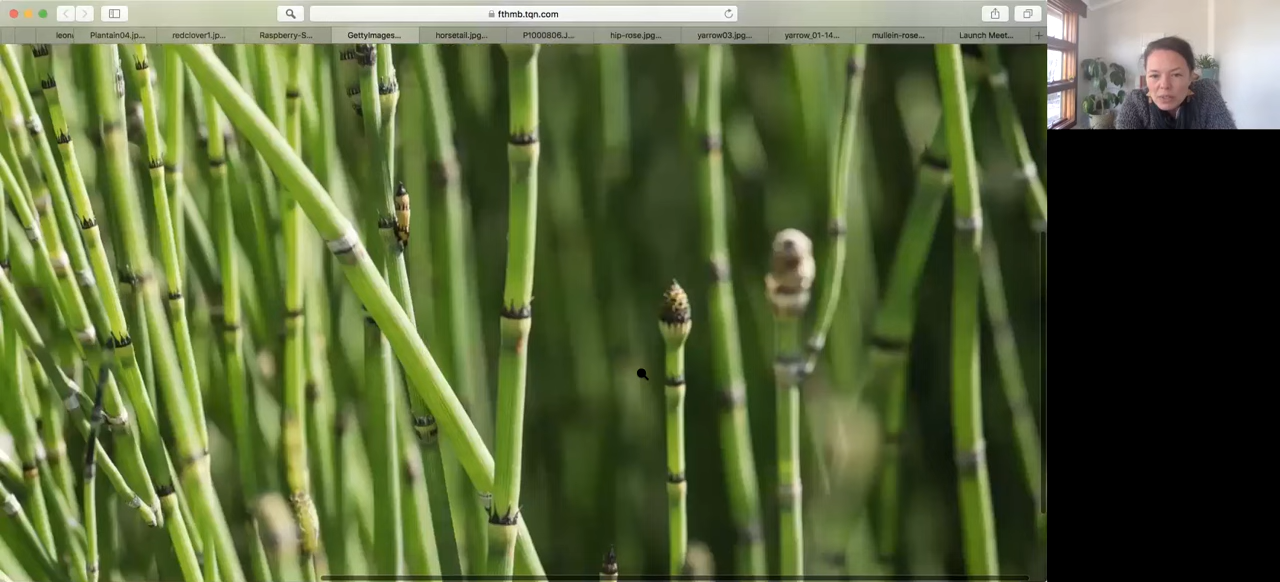 fthmb.tqn.com
leon
Plantain04.jp...
redclover1.jp...
Raspberry-S...
GettyImages...
horsetail.jpg...
P1000806.J...
hip-rose.jpg...
yarrow03.jpg...
yarrow_01-14...
mullein-rose...
Launch Meet...